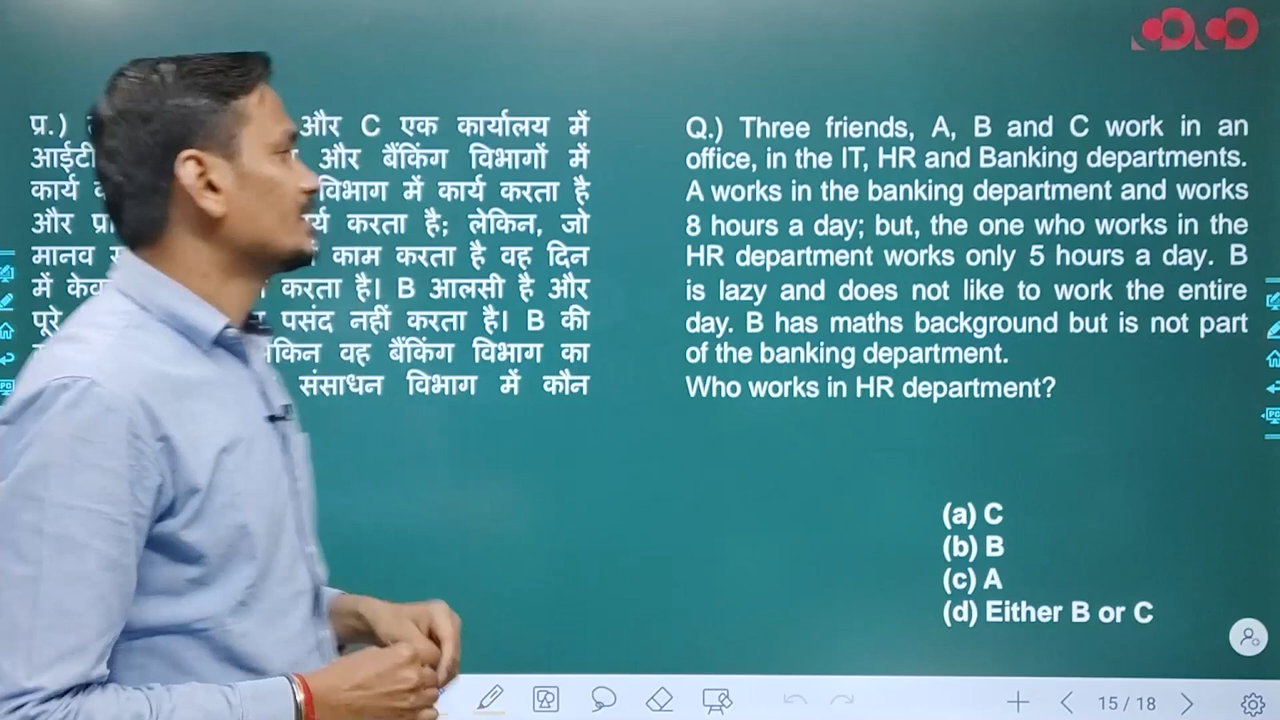 प्र.) और C एक कार्यालय में
आईटी और बैंकिंग विभागों में
कार्य विभाग में कार्य करता है
और करता है; लेकिन, जो
मानव काम करता है वह दिन
में करता है। B आलसी है और
पूरे पसंद नहीं करता है। B की
वह बैंकिंग विभाग का
संसाधन विभाग में कौन
Q.) Three friends, A, B and C work in an
office, in the IT, HR and Banking departments.
A works in the banking department and works
8 hours a day; but, the one who works in the
HR department works only 5 hours a day. B
is lazy and does not like to work the entire
day. B has maths background but is not part
of the banking department.
Who works in HR department?
(a) C
(b) B
(c) A
(d) Either B or C
15 / 18